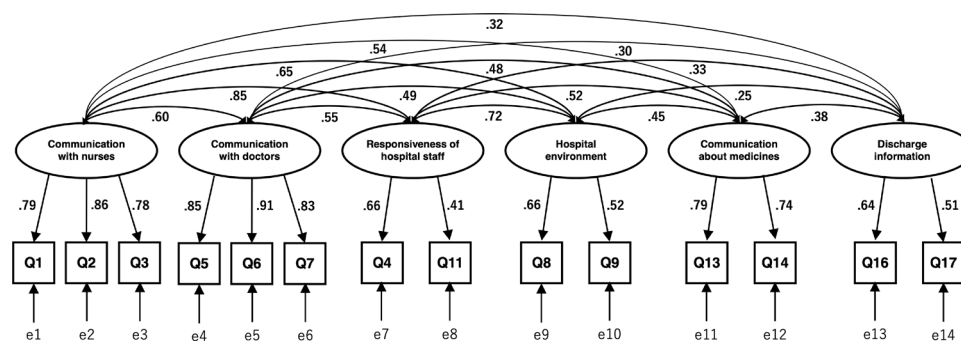 .32
.54
.30
.65
.48
.33
.85
.49
.52
.25
.60
.55
.72
.45
.38
Communication
with nurses
Communication
with doctors
Responsiveness of
hospital staff
Hospital
environment
Communication
about medicines
Discharge
information
.79
.86
.78
.85
.91
.83
.66
.41
.66
.52
.79
.74
.64
.51
Q1
Q2
Q3
Q5
Q6
Q7
Q4
Q11
Q8
Q9
Q13
Q14
Q16
Q17
e1
e2
e3
e4
e5
e6
e7
e8
e9
e10
e11
e12
e13
e14